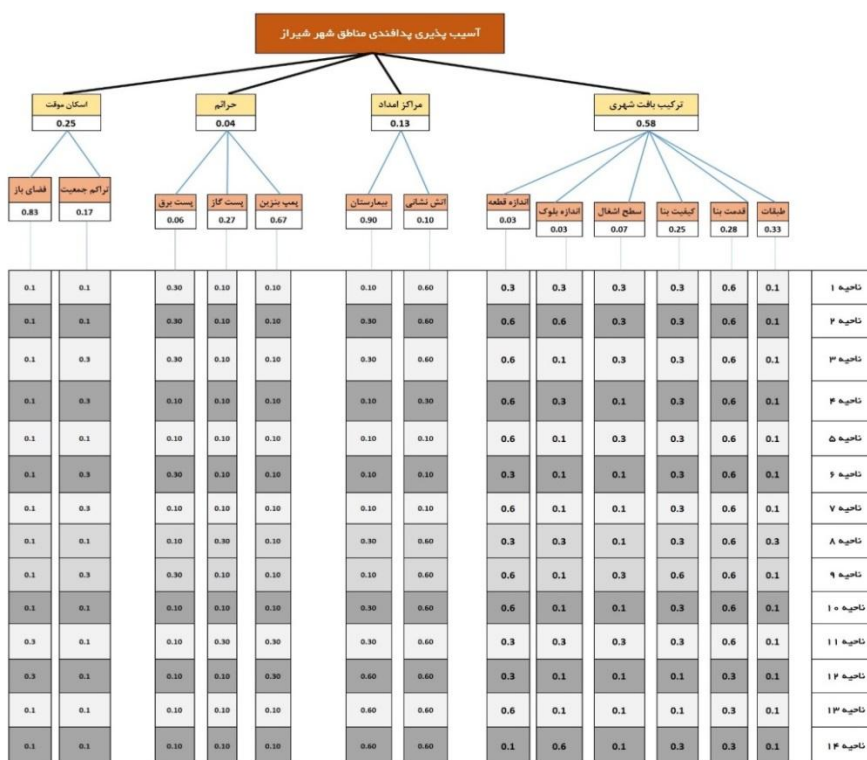 آسیب پذیری پدافندی مناطق شهر شیراز
ترکیب بافت شهری مراکز امداد حرائم اسکان موقت
0.58 0.13 0.04 0.25
طبقات قدمت بنا کیفیت بنا سطح اشغال اندازه بلوک اندازه قطعه آتش نشانی بیمارستان پمپ بنزین پست گاز پست برق تراکم جمعیت فضای باز
0.33 0.28 0.25 0.07 0.03 0.03 0.10 0.90 0.67 0.27 0.06 0.17 0.83
ناحیه ۱ 0.1 0.6 0.3 0.3 0.3 0.3 0.60 0.10 0.10 0.10 0.30 0.1 0.1
ناحیه ۲ 0.1 0.6 0.3 0.3 0.6 0.6 0.60 0.30 0.10 0.10 0.30 0.1 0.1
ناحیه ۳ 0.1 0.6 0.3 0.3 0.1 0.6 0.60 0.30 0.10 0.10 0.30 0.3 0.1
ناحیه ۴ 0.1 0.6 0.3 0.1 0.3 0.6 0.30 0.10 0.10 0.10 0.10 0.3 0.1
ناحیه ۵ 0.1 0.6 0.3 0.3 0.1 0.6 0.10 0.10 0.10 0.10 0.10 0.1 0.1
ناحیه ۶ 0.1 0.6 0.3 0.1 0.1 0.3 0.10 0.10 0.10 0.10 0.30 0.3 0.1
ناحیه ۷ 0.1 0.6 0.3 0.1 0.1 0.6 0.10 0.10 0.10 0.10 0.10 0.3 0.1
ناحیه ۸ 0.3 0.6 0.3 0.1 0.3 0.3 0.60 0.30 0.10 0.30 0.10 0.1 0.1
ناحیه ۹ 0.1 0.6 0.6 0.3 0.1 0.6 0.60 0.10 0.10 0.10 0.30 0.3 0.1
ناحیه ۱۰ 0.1 0.6 0.3 0.1 0.1 0.6 0.60 0.30 0.10 0.10 0.10 0.1 0.1
ناحیه ۱۱ 0.1 0.6 0.3 0.3 0.3 0.3 0.60 0.30 0.30 0.30 0.10 0.1 0.3
ناحیه ۱۲ 0.1 0.3 0.1 0.1 0.1 0.3 0.60 0.60 0.30 0.10 0.10 0.1 0.3
ناحیه ۱۳ 0.1 0.3 0.1 0.1 0.1 0.6 0.60 0.60 0.10 0.10 0.10 0.1 0.1
ناحیه ۱۴ 0.1 0.3 0.3 0.1 0.6 0.1 0.60 0.60 0.10 0.10 0.10 0.1 0.1